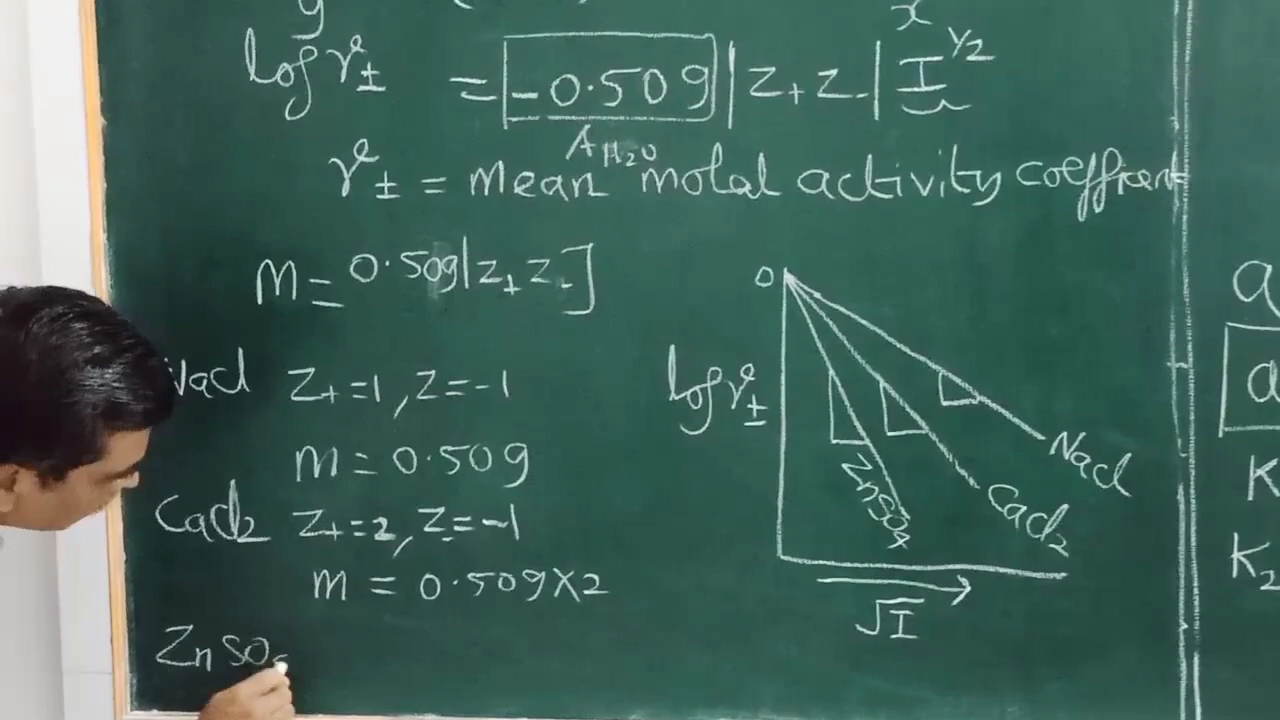 y x
log γ± = -0.509 |Z+ Z-| I^1/2
A H2O
γ± = mean molal activity coefficient
m = 0.509|Z+ Z-]
Nacl Z+=1, Z=-1
m = 0.509
Cacl2 Z+=2, Z-=-1
m = 0.509×2
ZnSO
0
log γ±
Nacl
Cacl2
ZnSO4
√I
a
a
K
K2